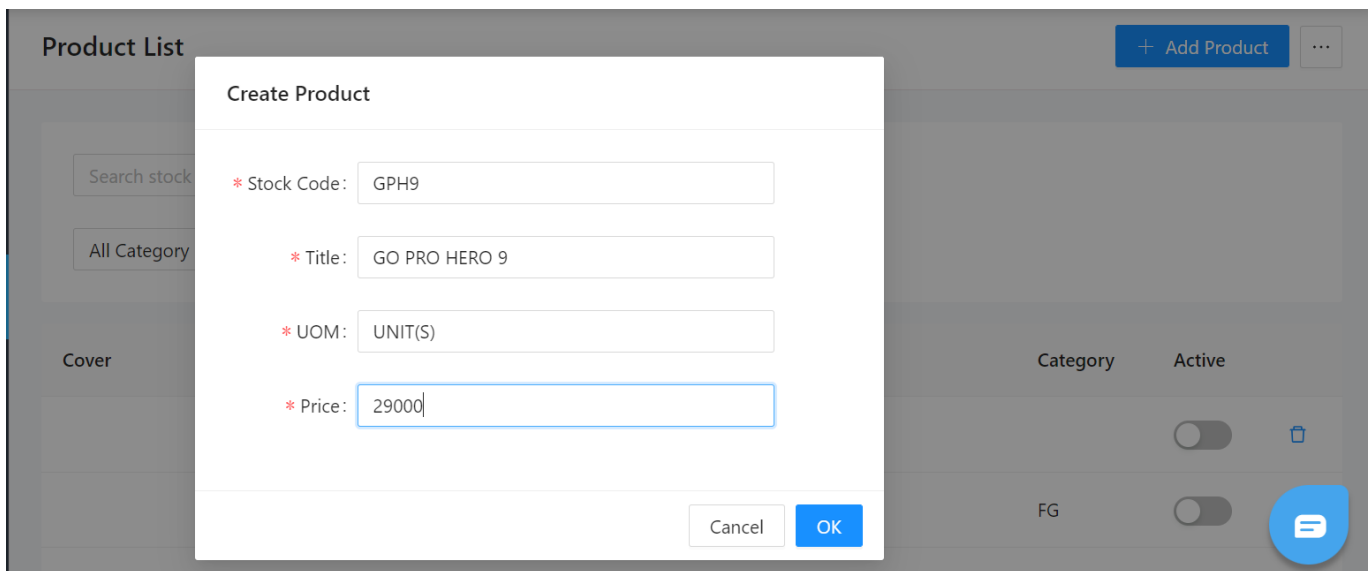 Product List
+ Add Product
...
Create Product
Search stock
* Stock Code: GPH9
All Category
* Title: GO PRO HERO 9
* UOM: UNIT(S)
Cover
Category
Active
* Price: 29000
FG
Cancel
OK